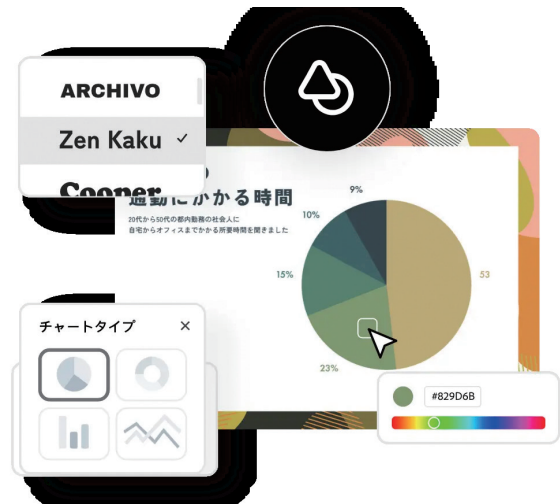 ARCHIVO
Zen Kaku
Cooper
通勤にかかる時間
20代から50代の都内勤務の社会人に
自宅からオフィスまでかかる所要時間を聞きました
9%
10%
15%
53
23%
チャートタイプ
#829D6B